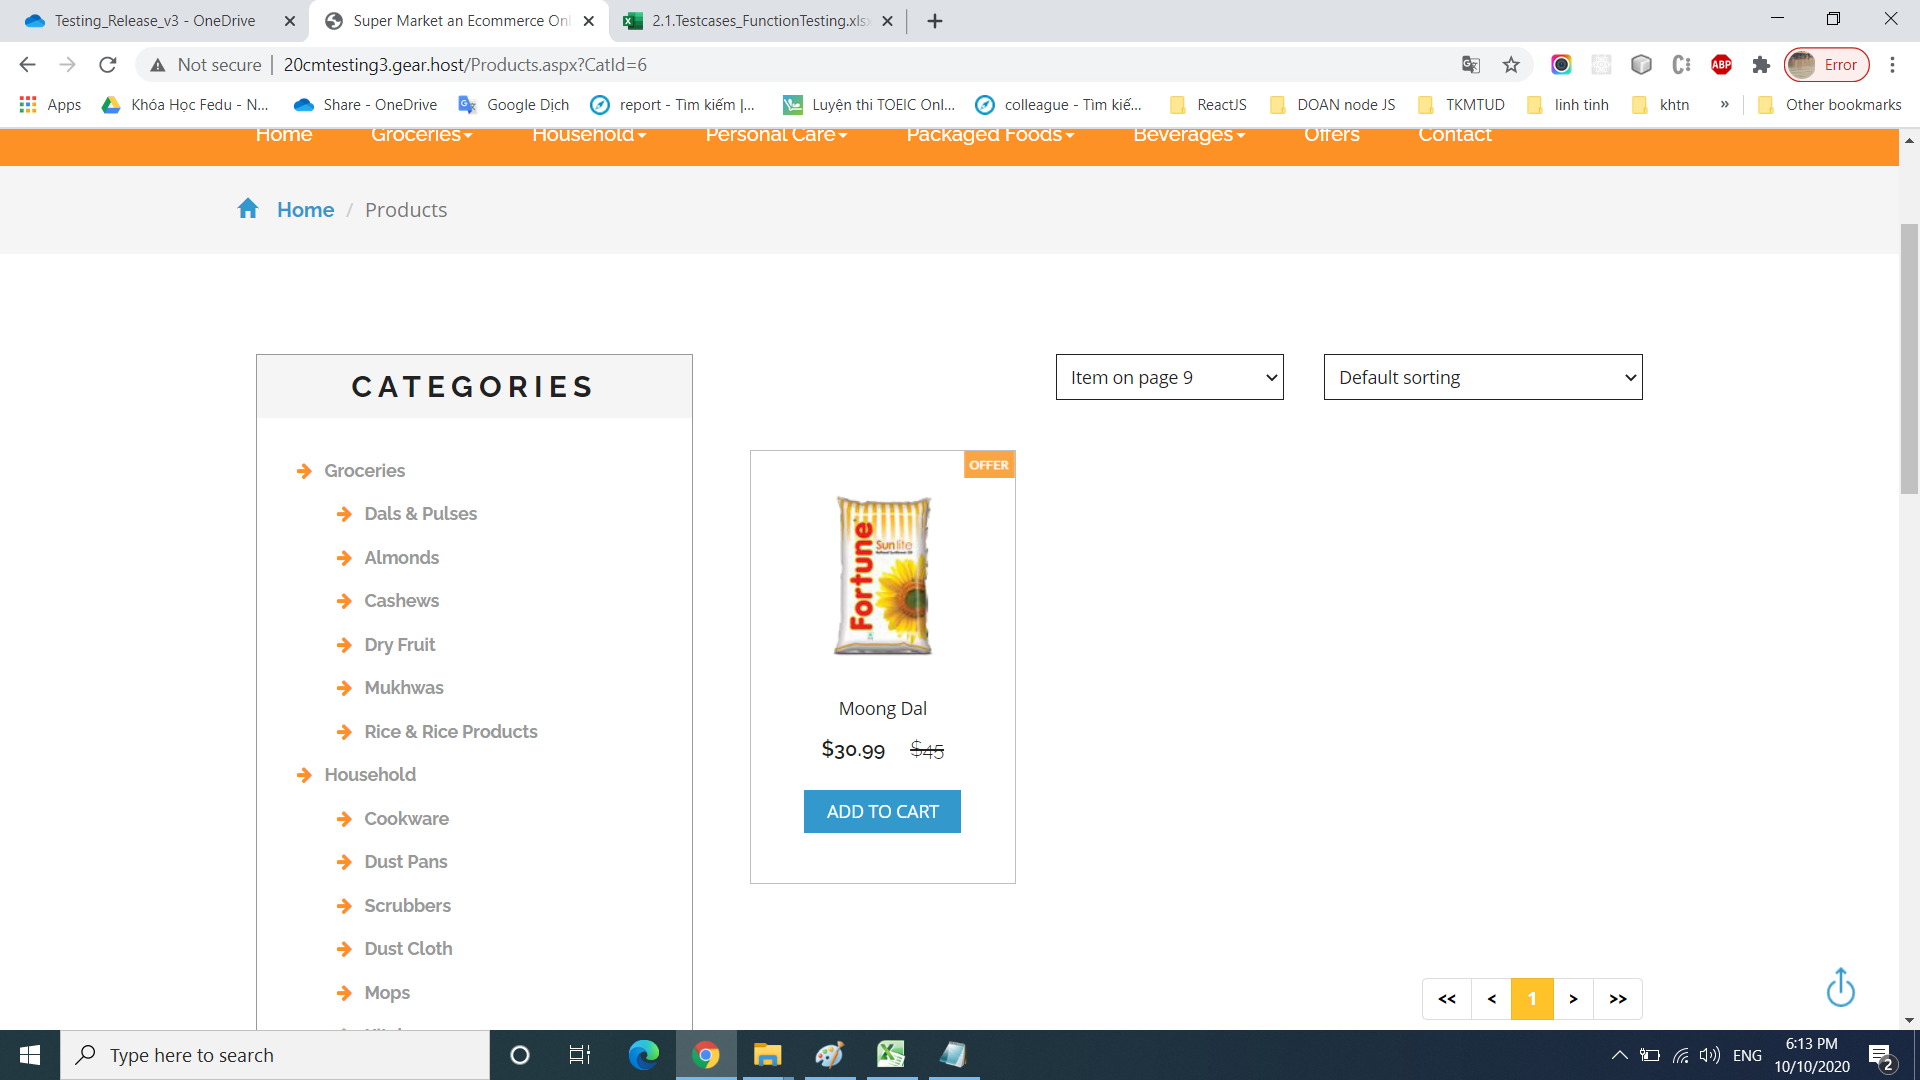 Testing_Release_v3 - OneDrive
Super Market an Ecommerce Onl
2.1.Testcases_FunctionTesting.xlsx
Not secure
20cmtesting3.gear.host/Products.aspx?CatId=6
ABP
Error
Apps
Khóa Học Fedu - N...
Share - OneDrive
Google Dịch
report - Tìm kiếm |...
Luyện thi TOEIC Onl...
colleague - Tìm kiế...
ReactJS
DOAN node JS
TKMTUD
linh tinh
khtn
»
Other bookmarks
Home
Groceries
Household
Personal Care
Packaged Foods
Beverages
Offers
Contact
Home / Products
CATEGORIES
Item on page 9
Default sorting
Groceries
Dals & Pulses
Almonds
Cashews
Dry Fruit
Mukhwas
Rice & Rice Products
Household
Cookware
Dust Pans
Scrubbers
Dust Cloth
Mops
OFFER
Fortune
Sunlite
Moong Dal
$30.99 $45
ADD TO CART
<< < 1 > >>
Type here to search
ENG
6:13 PM
10/10/2020
2